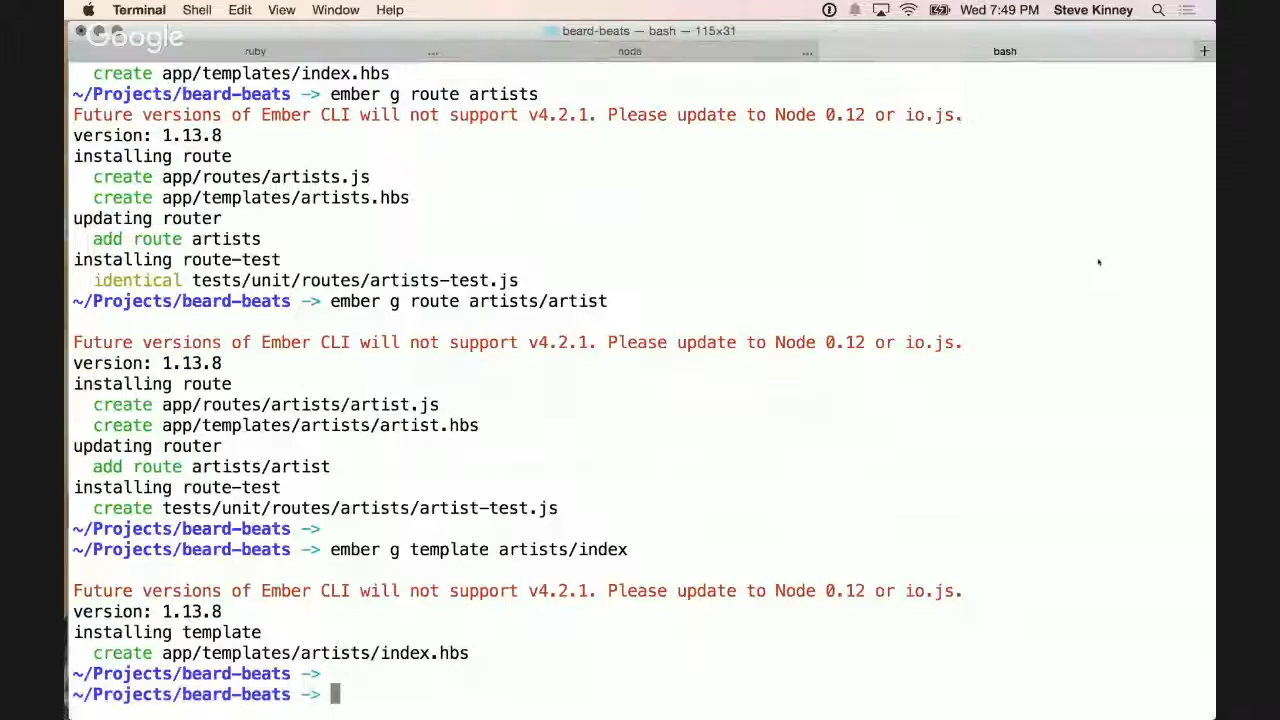 Terminal Shell Edit View Window Help Wed 7:49 PM Steve Kinney
Google
beard-beats — bash — 115×31
ruby ... node ... bash +
create app/templates/index.hbs
~/Projects/beard-beats -> ember g route artists
Future versions of Ember CLI will not support v4.2.1. Please update to Node 0.12 or io.js.
version: 1.13.8
installing route
create app/routes/artists.js
create app/templates/artists.hbs
updating router
add route artists
installing route-test
identical tests/unit/routes/artists-test.js
~/Projects/beard-beats -> ember g route artists/artist
Future versions of Ember CLI will not support v4.2.1. Please update to Node 0.12 or io.js.
version: 1.13.8
installing route
create app/routes/artists/artist.js
create app/templates/artists/artist.hbs
updating router
add route artists/artist
installing route-test
create tests/unit/routes/artists/artist-test.js
~/Projects/beard-beats ->
~/Projects/beard-beats -> ember g template artists/index
Future versions of Ember CLI will not support v4.2.1. Please update to Node 0.12 or io.js.
version: 1.13.8
installing template
create app/templates/artists/index.hbs
~/Projects/beard-beats ->
~/Projects/beard-beats ->